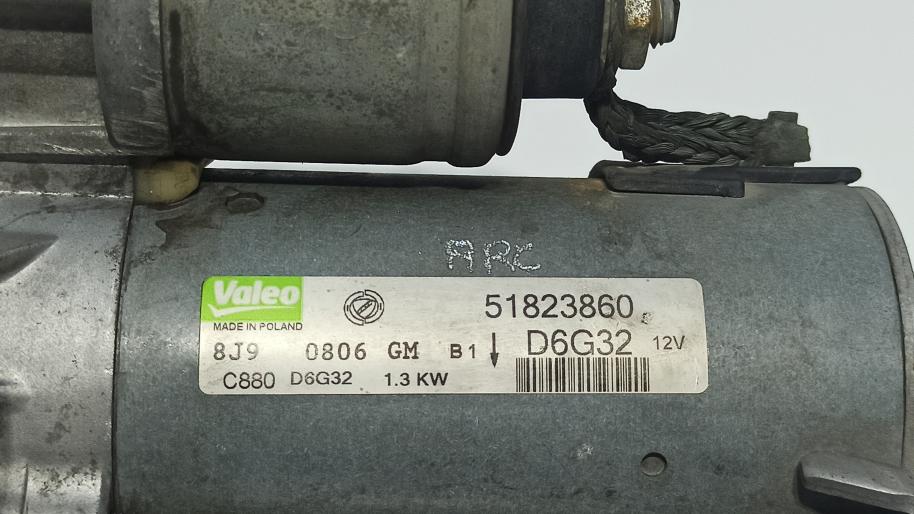 ARC
Valeo
MADE IN POLAND
51823860
8J9 0806 GM B1 D6G32 12V
C880 D6G32 1.3 KW